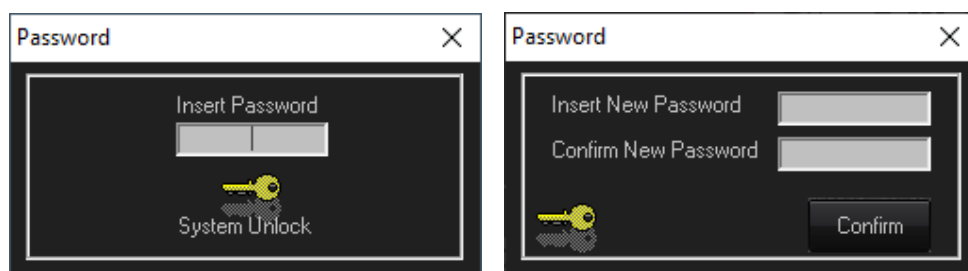 Password
Insert Password
System Unlock
Password
Insert New Password
Confirm New Password
Confirm